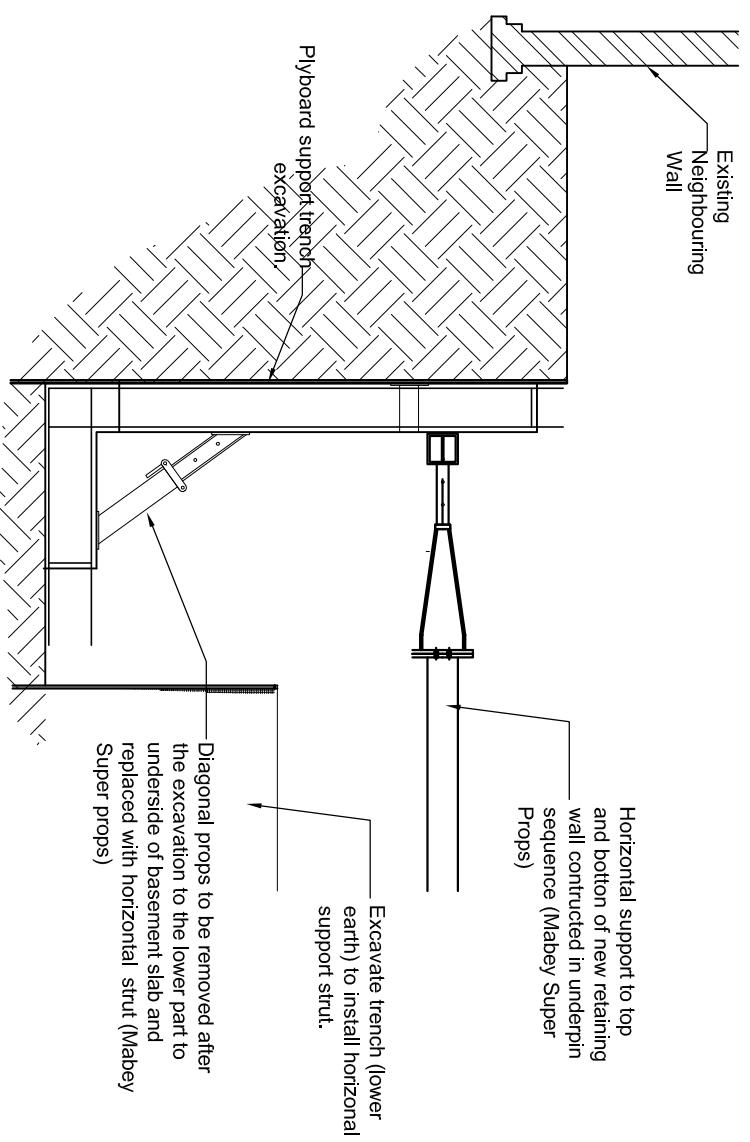 Existing
Neighbouring
Wall
Plyboard support trench
excavation.
Horizontal support to top
and botton of new retaining
wall contructed in underpin
sequence (Mabey Super
Props)
Excavate trench (lower
earth) to install horizonal
support strut.
Diagonal props to be removed after
the excavation to the lower part to
underside of basement slab and
replaced with horizontal strut (Mabey
Super props)